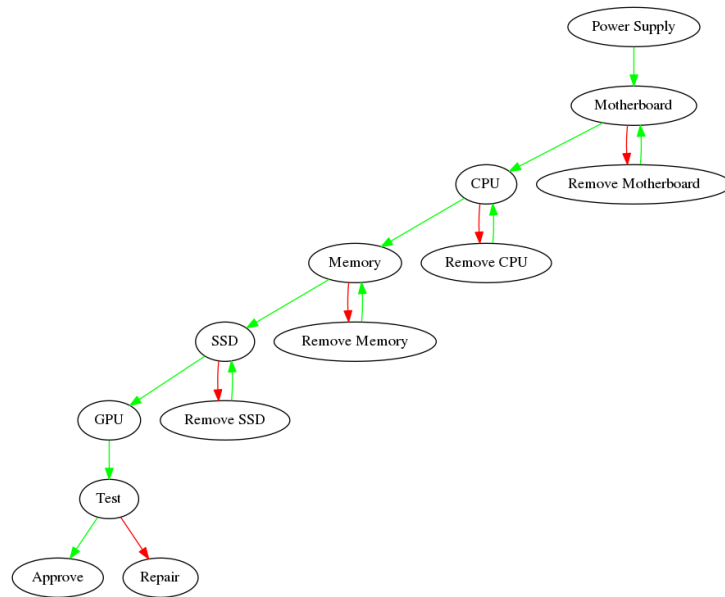 Power Supply
Motherboard
CPU
Remove Motherboard
Memory
Remove CPU
SSD
Remove Memory
GPU
Remove SSD
Test
Approve
Repair